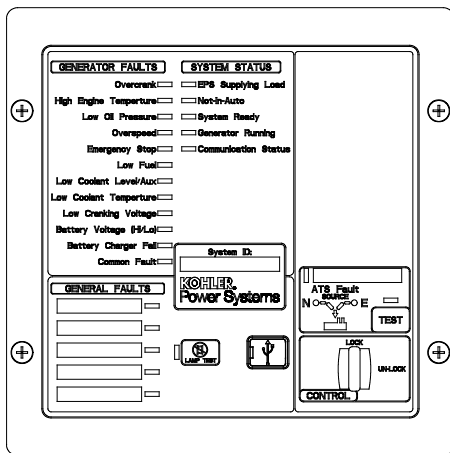 GENERATOR FAULTS
Overcrank
High Engine Temperture
Low Oil Pressure
Overspeed
Emergency Stop
Low Fuel
Low Coolant Level/Aux
Low Coolant Temperture
Low Cranking Voltage
Battery Voltage (Hi/Lo)
Battery Charger Fail
Common Fault
SYSTEM STATUS
EPS Supplying Load
Not-in-Auto
System Ready
Generator Running
Communication Status
System ID:
KOHLER.
Power Systems
GENERAL FAULTS
LAMP TEST
ATS Fault
SOURCE
N
E
TEST
LOCK
UN-LOCK
CONTROL